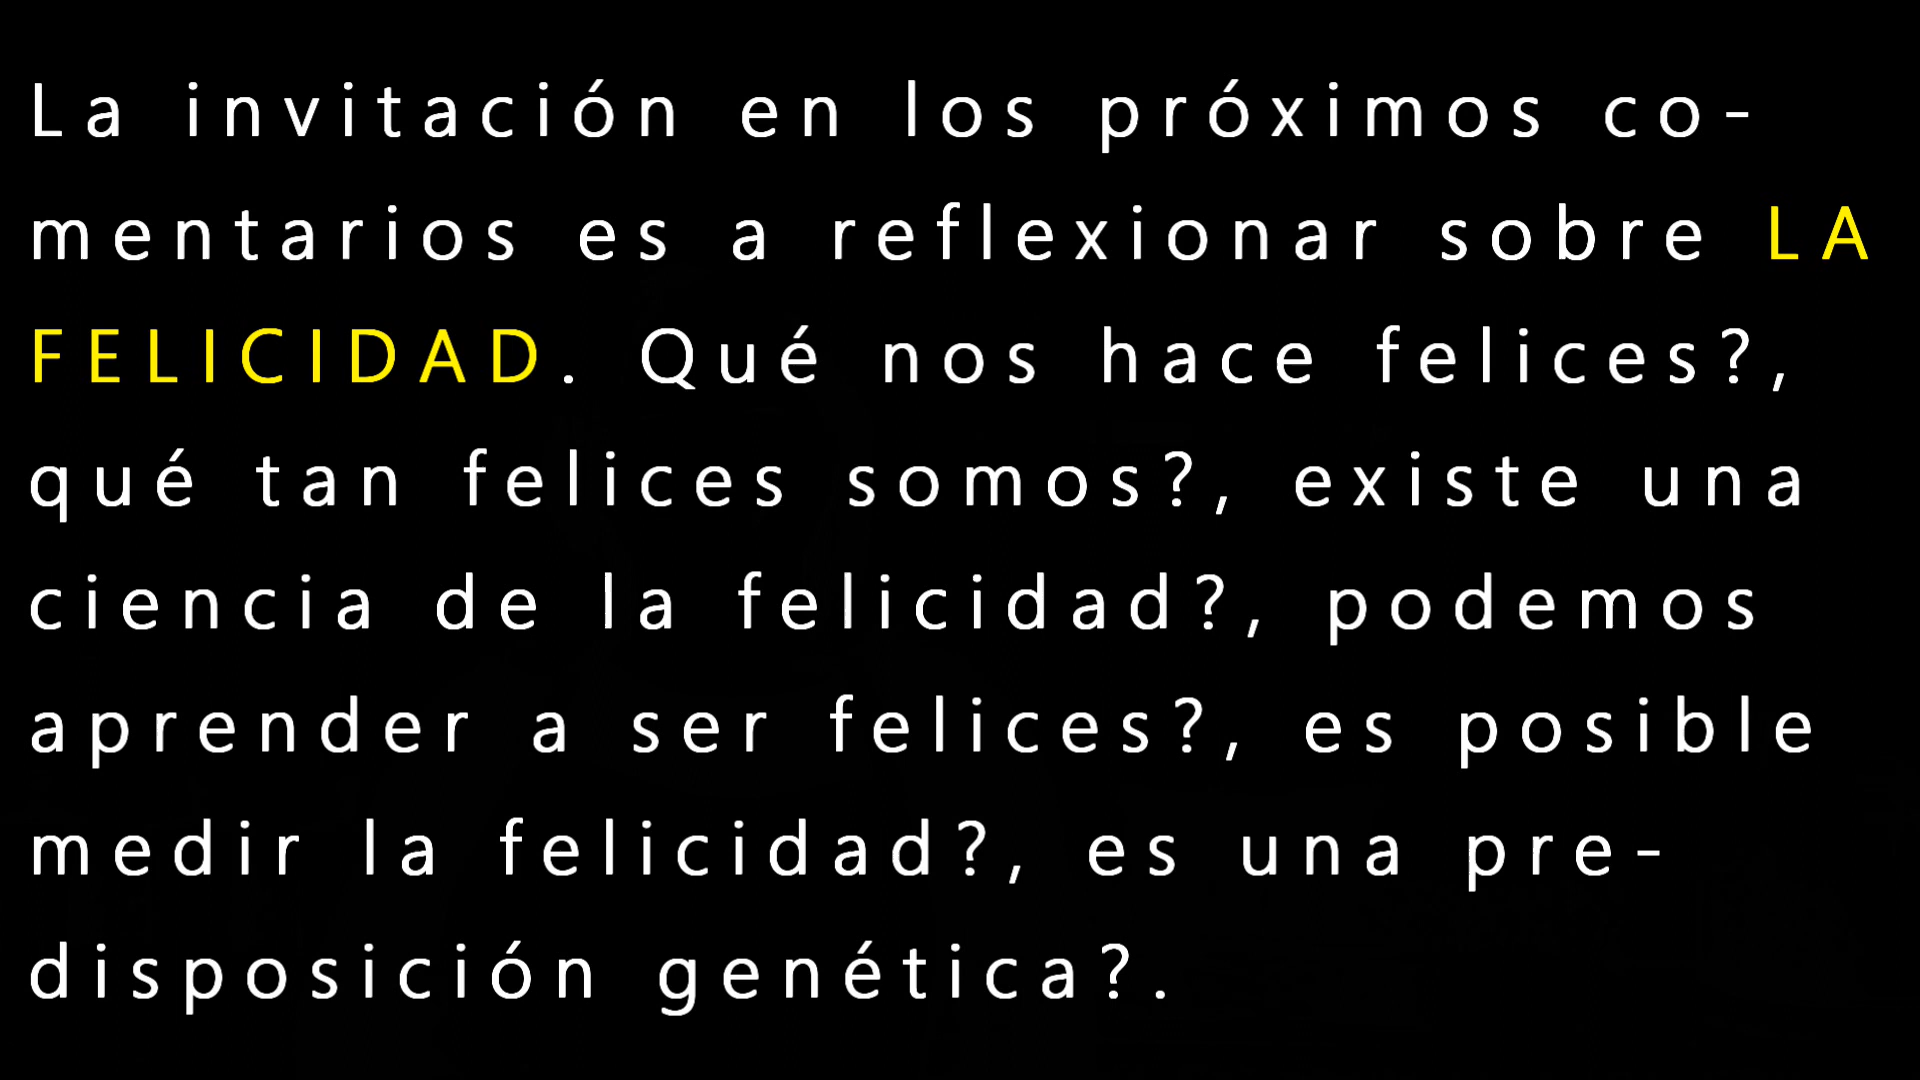 La invitación en los próximos co-
mentarios es a reflexionar sobre LA
FELICIDAD. Qué nos hace felices?,
qué tan felices somos?, existe una
ciencia de la felicidad?, podemos
aprender a ser felices?, es posible
medir la felicidad?, es una pre-
disposición genética?.